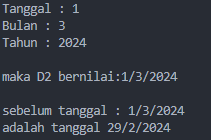 Tanggal : 1
Bulan : 3
Tahun : 2024
maka D2 bernilai:1/3/2024
sebelum tanggal : 1/3/2024
adalah tanggal 29/2/2024